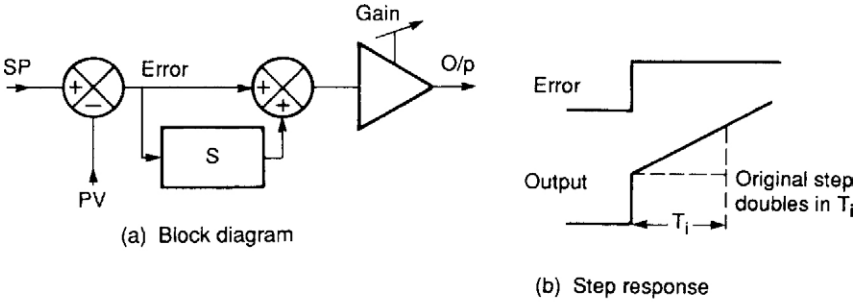 Gain
SP
Error
O/p
+
−
+
+
S
PV
(a) Block diagram
Error
Output
Original step
doubles in Ti
Ti
(b) Step response